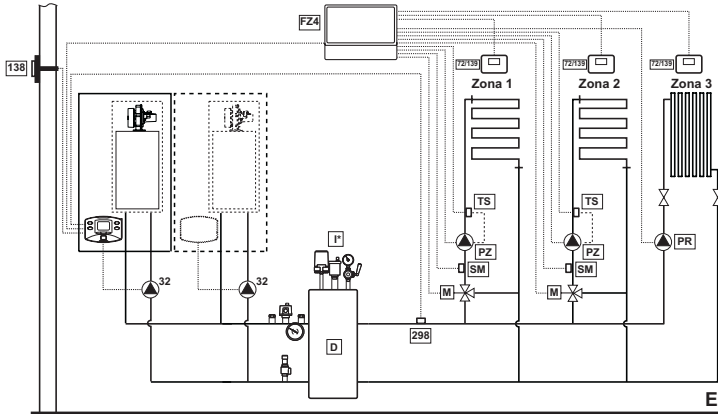 FZ4
138
72/139
72/139
72/139
Zona 1
Zona 2
Zona 3
TS
TS
PZ
PZ
PR
SM
SM
I*
32
32
M
M
298
D
E